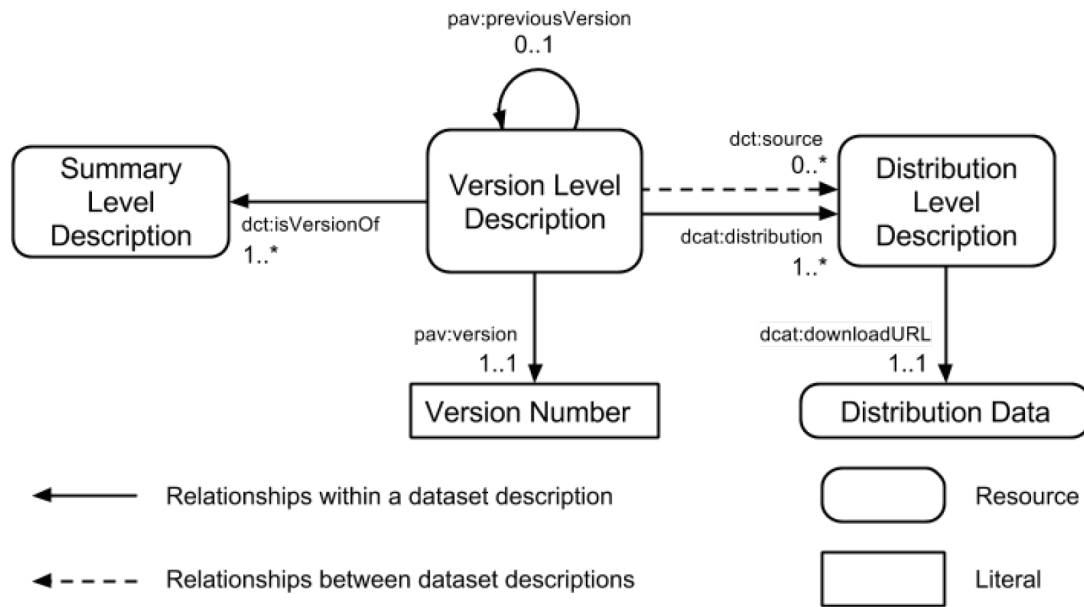 pav:previousVersion
0..1
Summary
Level
Description
dct:isVersionOf
1..*
Version Level
Description
dct:source
0..*
dcat:distribution
1..*
Distribution
Level
Description
pav:version
1..1
dcat:downloadURL
1..1
Version Number
Distribution Data
Relationships within a dataset description
Resource
Relationships between dataset descriptions
Literal